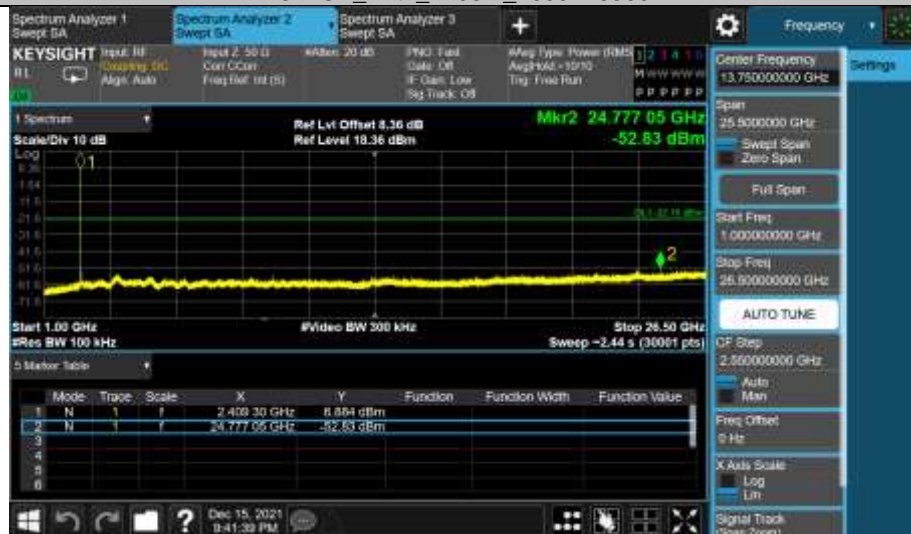 Spectrum Analyzer 1
Swept SA
Spectrum Analyzer 2
Swept SA
Spectrum Analyzer 3
Swept SA
+
Frequency
KEYSIGHT
Input: RF
Coupling: DC
Align: Auto
Input Z: 50 Ω
Corr CCorr
Freq Ref: Int (S)
#Atten: 20 dB
PNO: Fast
Gate: Off
IF Gain: Low
Sig Track: Off
#Avg Type: Power (RMS
Avg|Hold: >10/10
Trig: Free Run
M W W W W W
P P P P P P
Center Frequency
13.750000000 GHz
Settings
Span
25.5000000 GHz
Swept Span
Zero Span
Full Span
Start Freq
1.000000000 GHz
Stop Freq
26.500000000 GHz
AUTO TUNE
CF Step
2.550000000 GHz
Auto
Man
Freq Offset
0 Hz
X Axis Scale
Log
Lin
Signal Track
(Span Zoom)
1 Spectrum
Scale/Div 10 dB
Log
Ref Lvl Offset 8.36 dB
Ref Level 18.36 dBm
Mkr2 24.777 05 GHz
-52.83 dBm
1
2
Start 1.00 GHz
#Res BW 100 kHz
#Video BW 300 kHz
Stop 26.50 GHz
Sweep ~2.44 s (30001 pts)
5 Marker Table
Mode Trace Scale X Y Function Function Width Function Value
1 N 1 f 2.409 30 GHz 6.884 dBm
2 N 1 f 24.777 05 GHz -52.83 dBm
3
4
5
6
?
Dec 15, 2021
9:41:39 PM